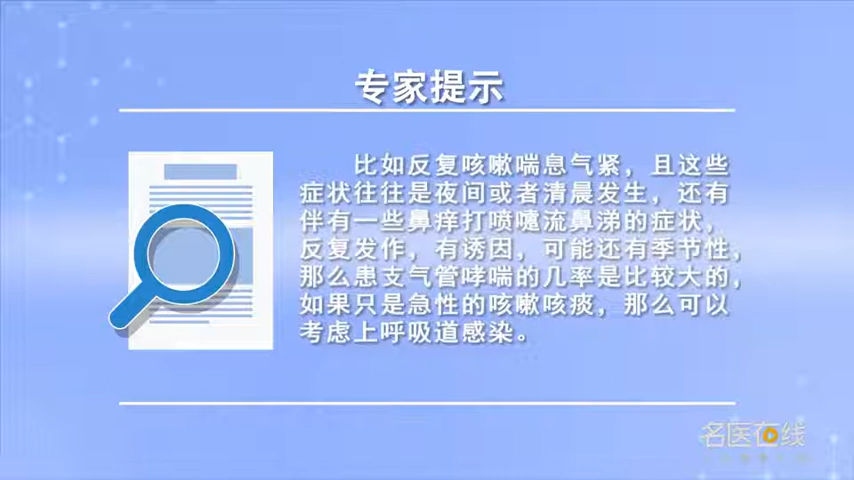 专家提示
比如反复咳嗽喘息气紧，且这些
症状往往是夜间或者清晨发生，还有
伴有一些鼻痒打喷嚏流鼻涕的症状，
反复发作，有诱因，可能还有季节性，
那么患支气管哮喘的几率是比较大的，
如果只是急性的咳嗽咳痰，那么可以
考虑上呼吸道感染。
名医在线